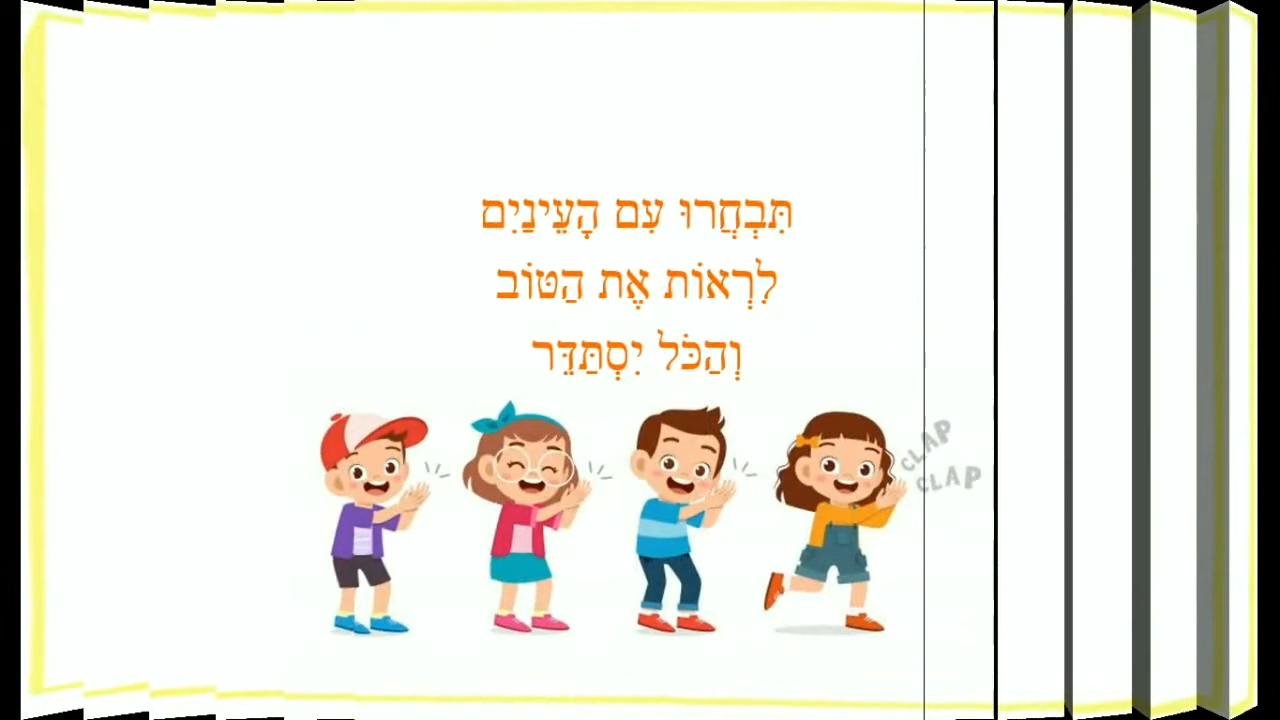 תִּבְחֲרוּ עִם הָעֵינַיִם
לִרְאוֹת אֶת הַטּוֹב
וְהַכֹּל יִסְתַּדֵּר
CLAP
CLAP